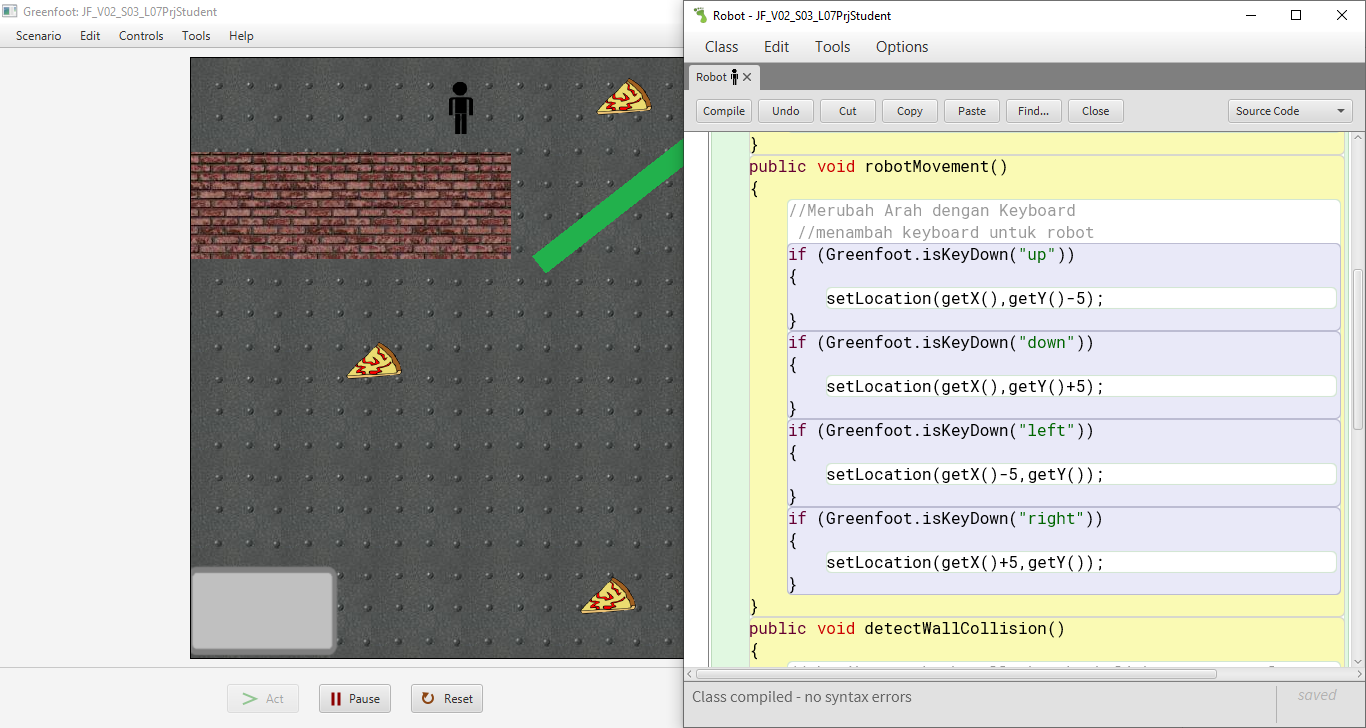 Greenfoot: JF_V02_S03_L07PrjStudent
Scenario Edit Controls Tools Help
Act Pause Reset
Robot - JF_V02_S03_L07PrjStudent
Class Edit Tools Options
Robot
Compile Undo Cut Copy Paste Find... Close Source Code
}
public void robotMovement()
{
//Merubah Arah dengan Keyboard
//menambah keyboard untuk robot
if (Greenfoot.isKeyDown("up"))
{
setLocation(getX(),getY()-5);
}
if (Greenfoot.isKeyDown("down"))
{
setLocation(getX(),getY()+5);
}
if (Greenfoot.isKeyDown("left"))
{
setLocation(getX()-5,getY());
}
if (Greenfoot.isKeyDown("right"))
{
setLocation(getX()+5,getY());
}
}
public void detectWallCollision()
{
Class compiled - no syntax errors
saved